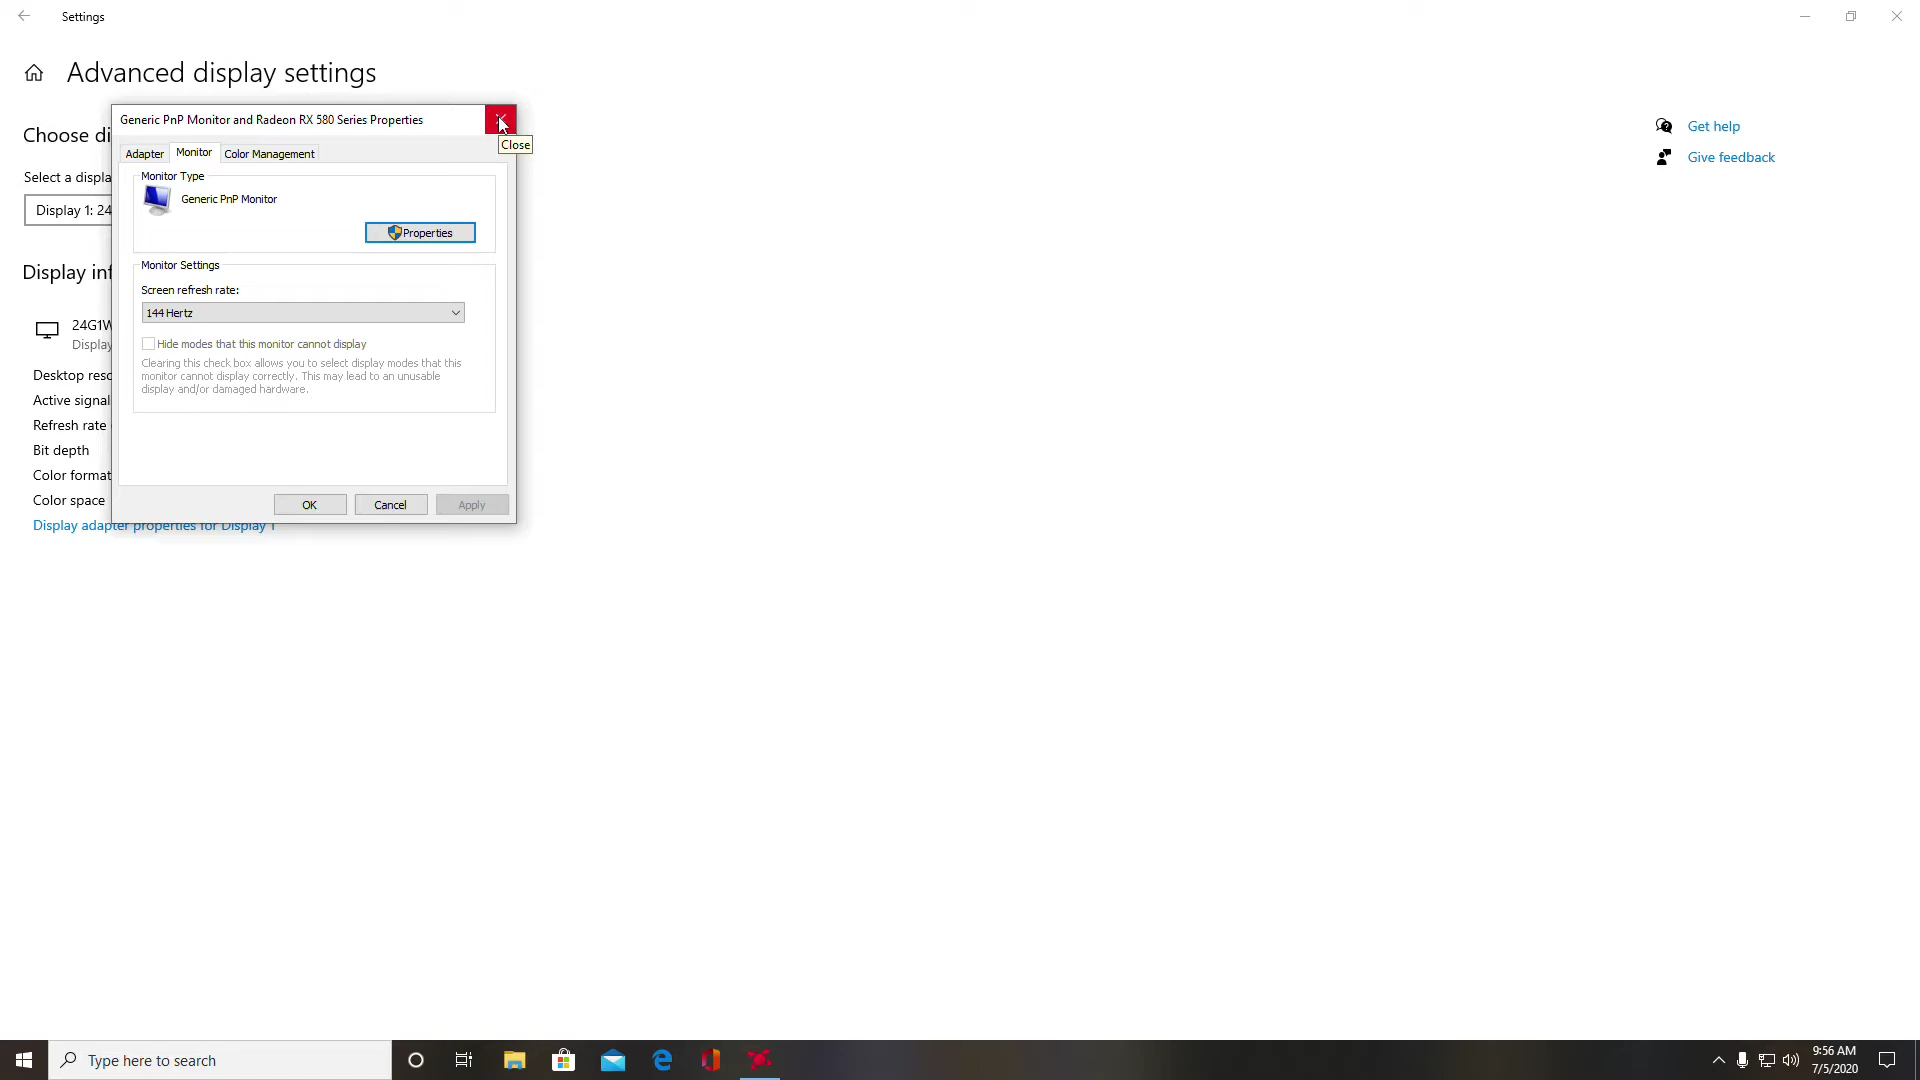 Settings
Advanced display settings
Generic PnP Monitor and Radeon RX 580 Series Properties
Close
Choose di
Get help
Give feedback
Adapter
Monitor
Color Management
Select a displa
Monitor Type
Generic PnP Monitor
Display 1: 24
Properties
Display inf
Monitor Settings
Screen refresh rate:
144 Hertz
24G1W
Display
Hide modes that this monitor cannot display
Clearing this check box allows you to select display modes that this
monitor cannot display correctly. This may lead to an unusable
display and/or damaged hardware.
Desktop reso
Active signal
Refresh rate
Bit depth
Color format
Color space
OK
Cancel
Apply
Display adapter properties for Display 1
Type here to search
9:56 AM
7/5/2020